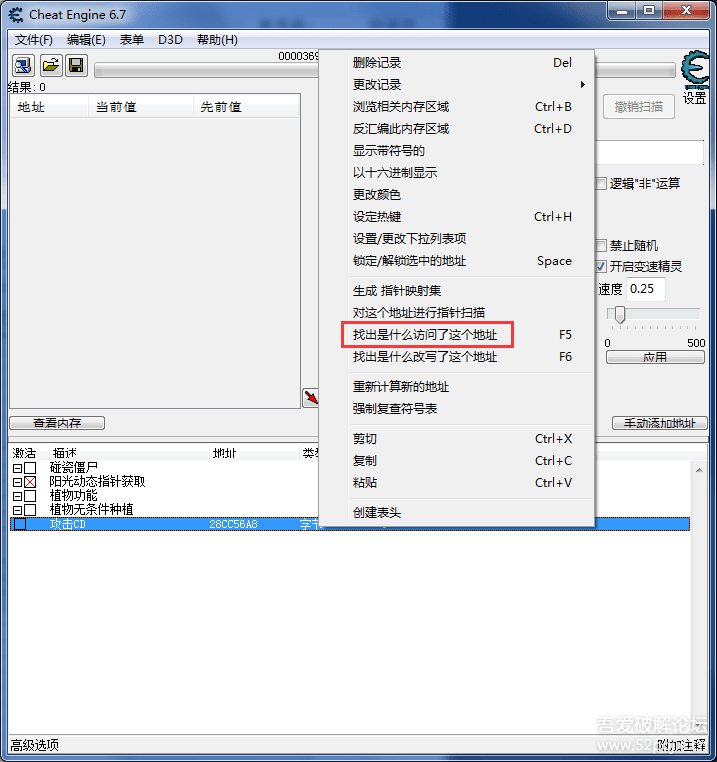 Cheat Engine 6.7
文件(F) 编辑(E) 表单 D3D 帮助(H)
0000369
结果: 0
设置
地址 当前值 先前值
撤销扫描
逻辑"非"运算
禁止随机
开启变速精灵
速度 0.25
0 500
应用
查看内存 手动添加地址
删除记录 Del
更改记录
浏览相关内存区域 Ctrl+B
反汇编此内存区域 Ctrl+D
显示带符号的
以十六进制显示
更改颜色
设定热键 Ctrl+H
设置/更改下拉列表项
锁定/解锁选中的地址 Space
生成 指针映射集
对这个地址进行指针扫描
找出是什么访问了这个地址 F5
找出是什么改写了这个地址 F6
重新计算新的地址
强制复查符号表
剪切 Ctrl+X
复制 Ctrl+C
粘贴 Ctrl+V
创建表头
激活 描述 地址
碰瓷僵尸
阳光动态指针获取
植物功能
植物无条件种植
攻击CD 28CC56A8 字节
高级选项 附加注释
吾爱破解论坛